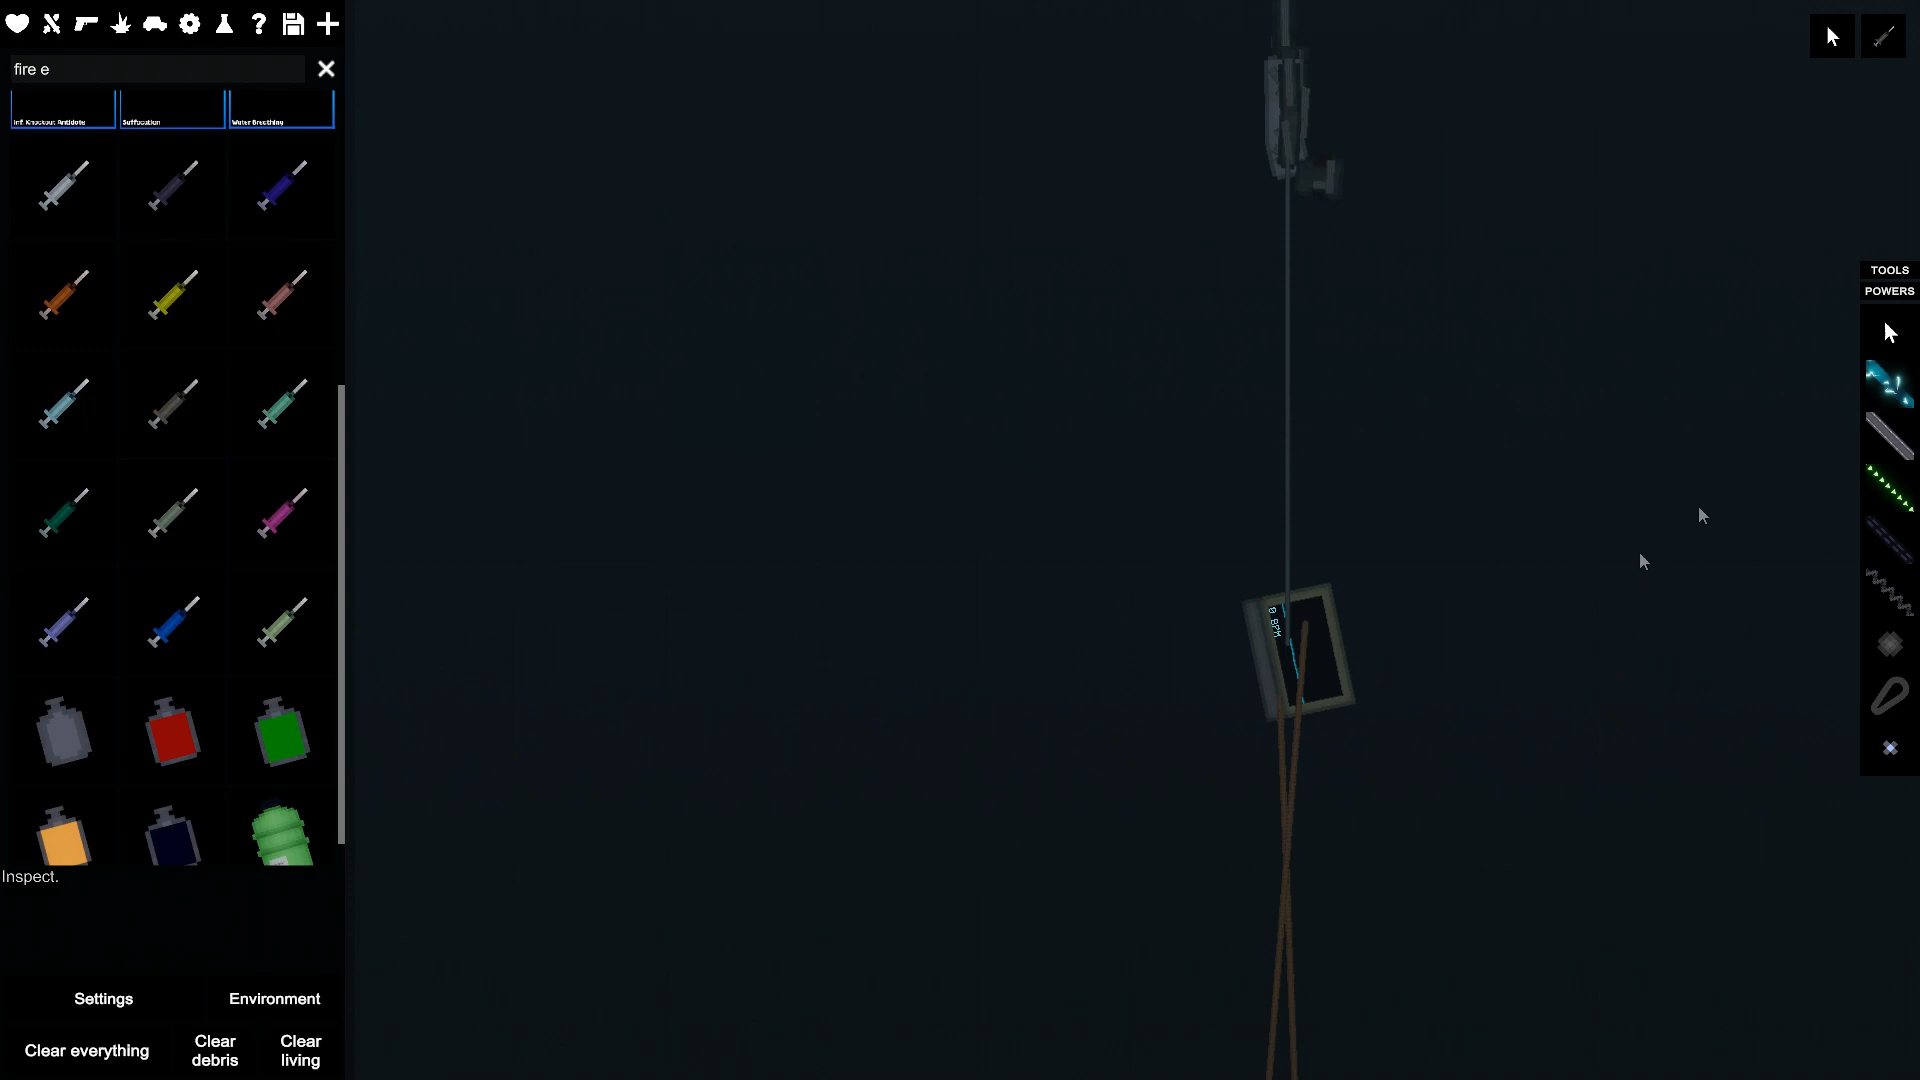 fire e
Inf. Knockout Antidote
Suffocation
Water Breathing
TOOLS
POWERS
0 BPM
Inspect.
Settings
Environment
Clear everything
Clear
debris
Clear
living